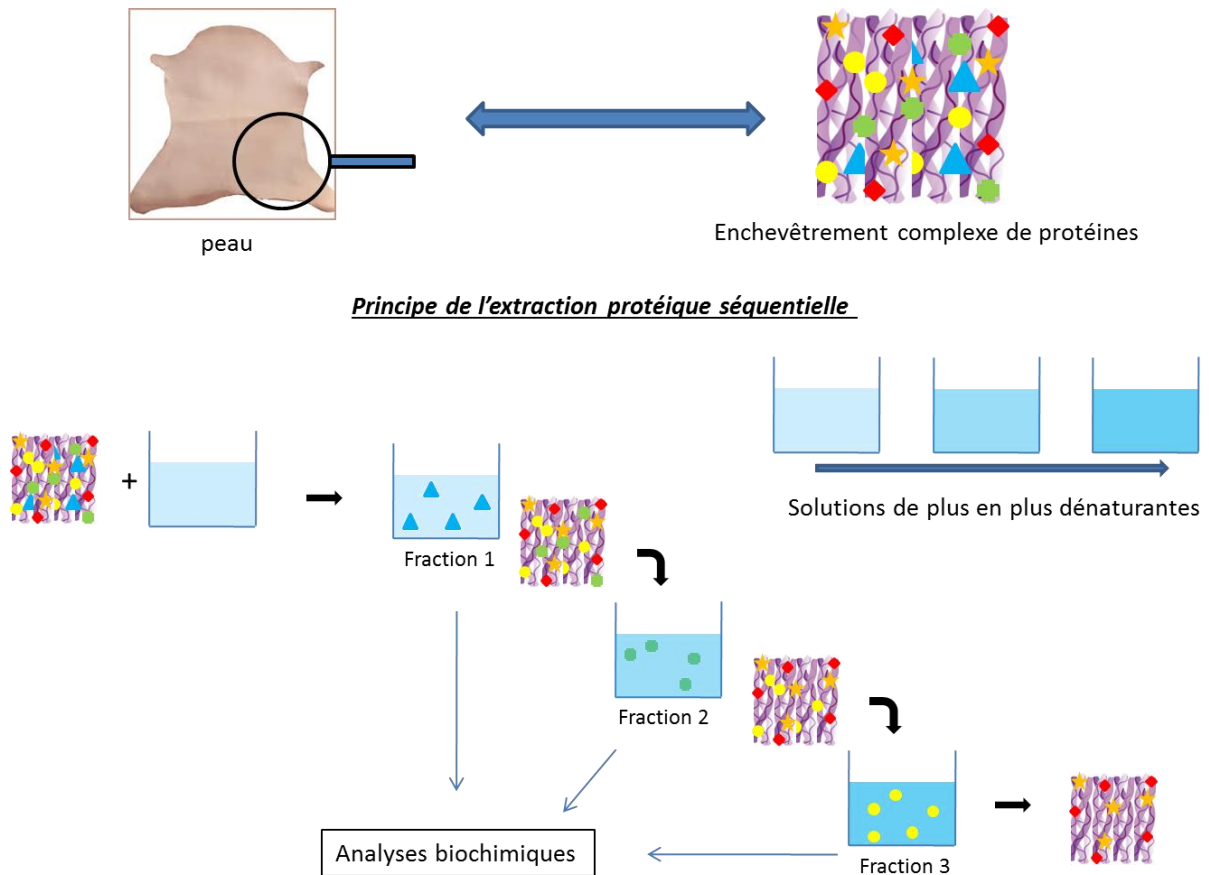 peau
Enchevêtrement complexe de protéines
Principe de l'extraction protéique séquentielle
+
Solutions de plus en plus dénaturantes
Fraction 1
Fraction 2
Fraction 3
Analyses biochimiques